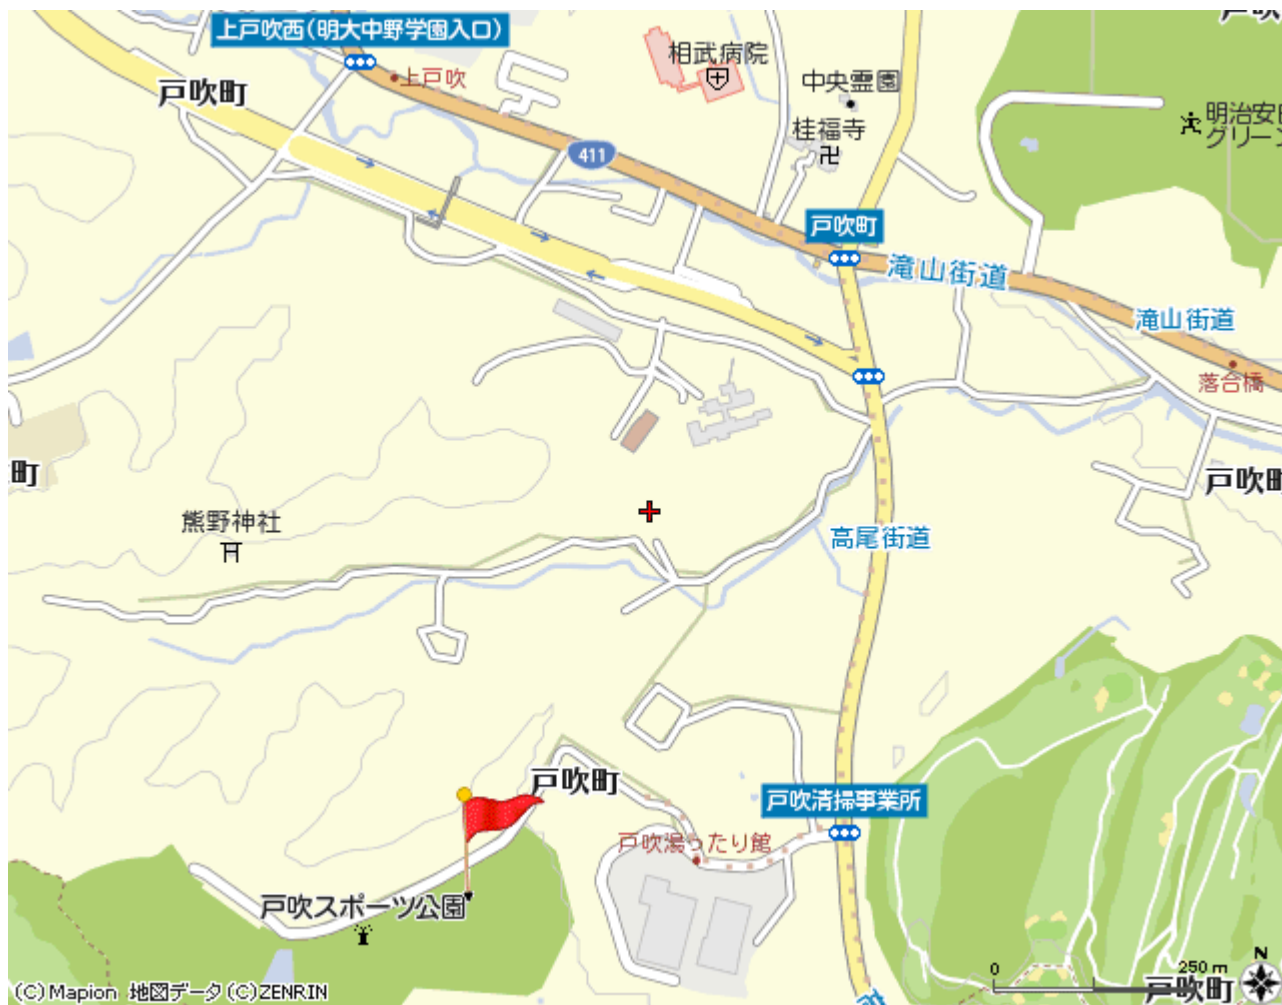 上戸吹西(明大中野学園入口)
戸吹町
上戸吹
相武病院
中央霊園
桂福寺
411
戸吹町
滝山街道
滝山街道
落合橋
町
熊野神社
戸吹町
高尾街道
戸吹町
戸吹清掃事業所
戸吹湯ったり館
戸吹スポーツ公園
N
0
250 m
戸吹町
(C) Mapion 地図データ (C) ZENRIN